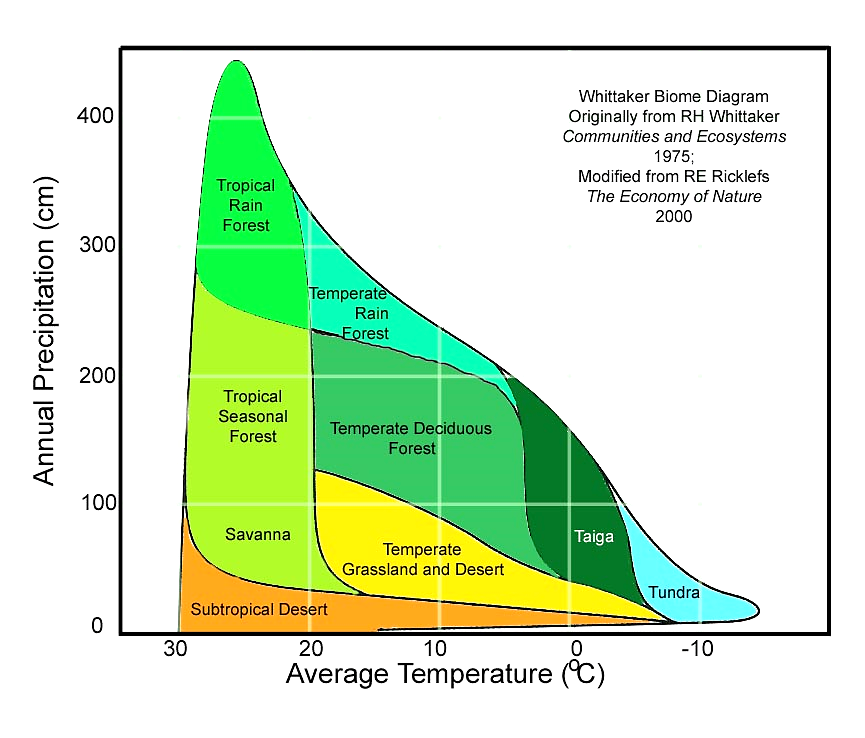 Whittaker Biome Diagram
Originally from RH Whittaker
Communities and Ecosystems
1975;
Modified from RE Ricklefs
The Economy of Nature
2000
Annual Precipitation (cm)
400
300
200
100
0
Tropical
Rain
Forest
Temperate
Rain
Forest
Tropical
Seasonal
Forest
Temperate Deciduous
Forest
Savanna
Temperate
Grassland and Desert
Taiga
Tundra
Subtropical Desert
30
20
10
0
-10
Average Temperature (ºC)